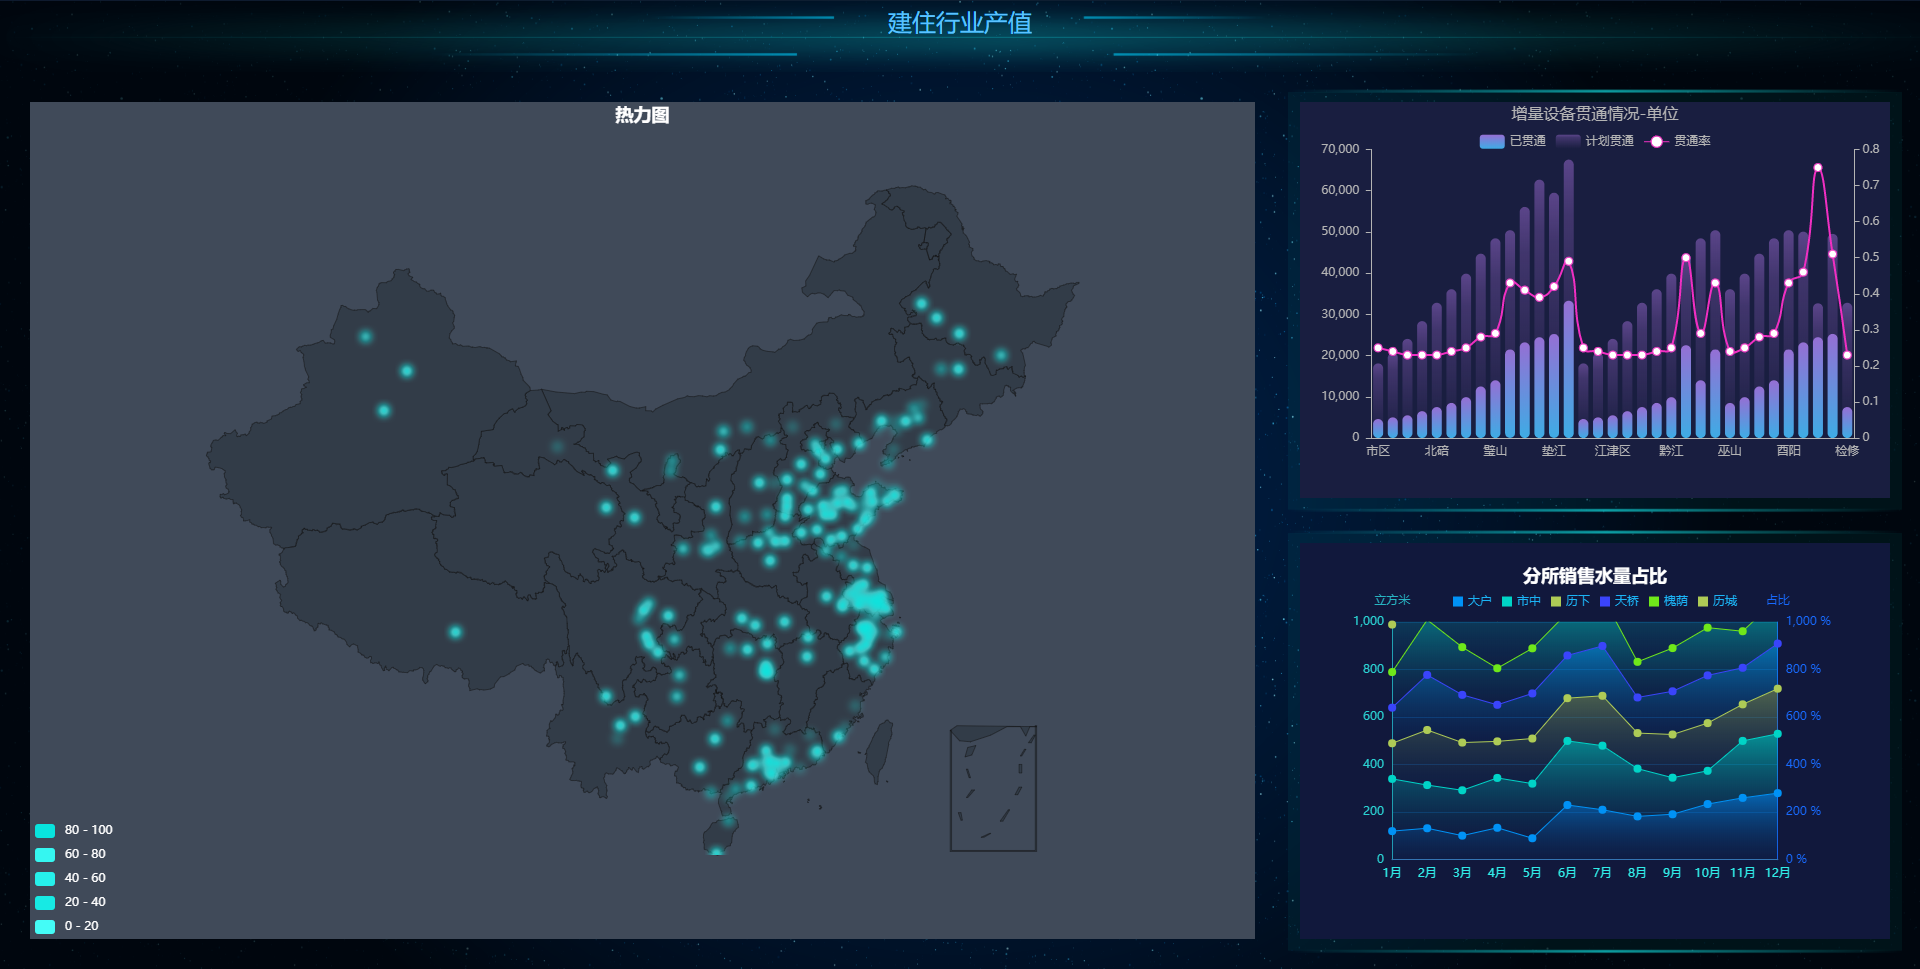 建住行业产值
热力图
80 - 100
60 - 80
40 - 60
20 - 40
0 - 20
增量设备贯通情况-单位
已贯通 计划贯通 贯通率
70,000 0.8
60,000 0.7
50,000 0.6
40,000 0.5
30,000 0.4
20,000 0.3
10,000 0.2
0 0.1
0
市区 北碚 璧山 垫江 江津区 黔江 巫山 酉阳 检修
分所销售水量占比
立方米 大户 市中 历下 天桥 槐荫 历城 占比
1,000 1,000 %
800 800 %
600 600 %
400 400 %
200 200 %
0 0 %
1月 2月 3月 4月 5月 6月 7月 8月 9月 10月 11月 12月